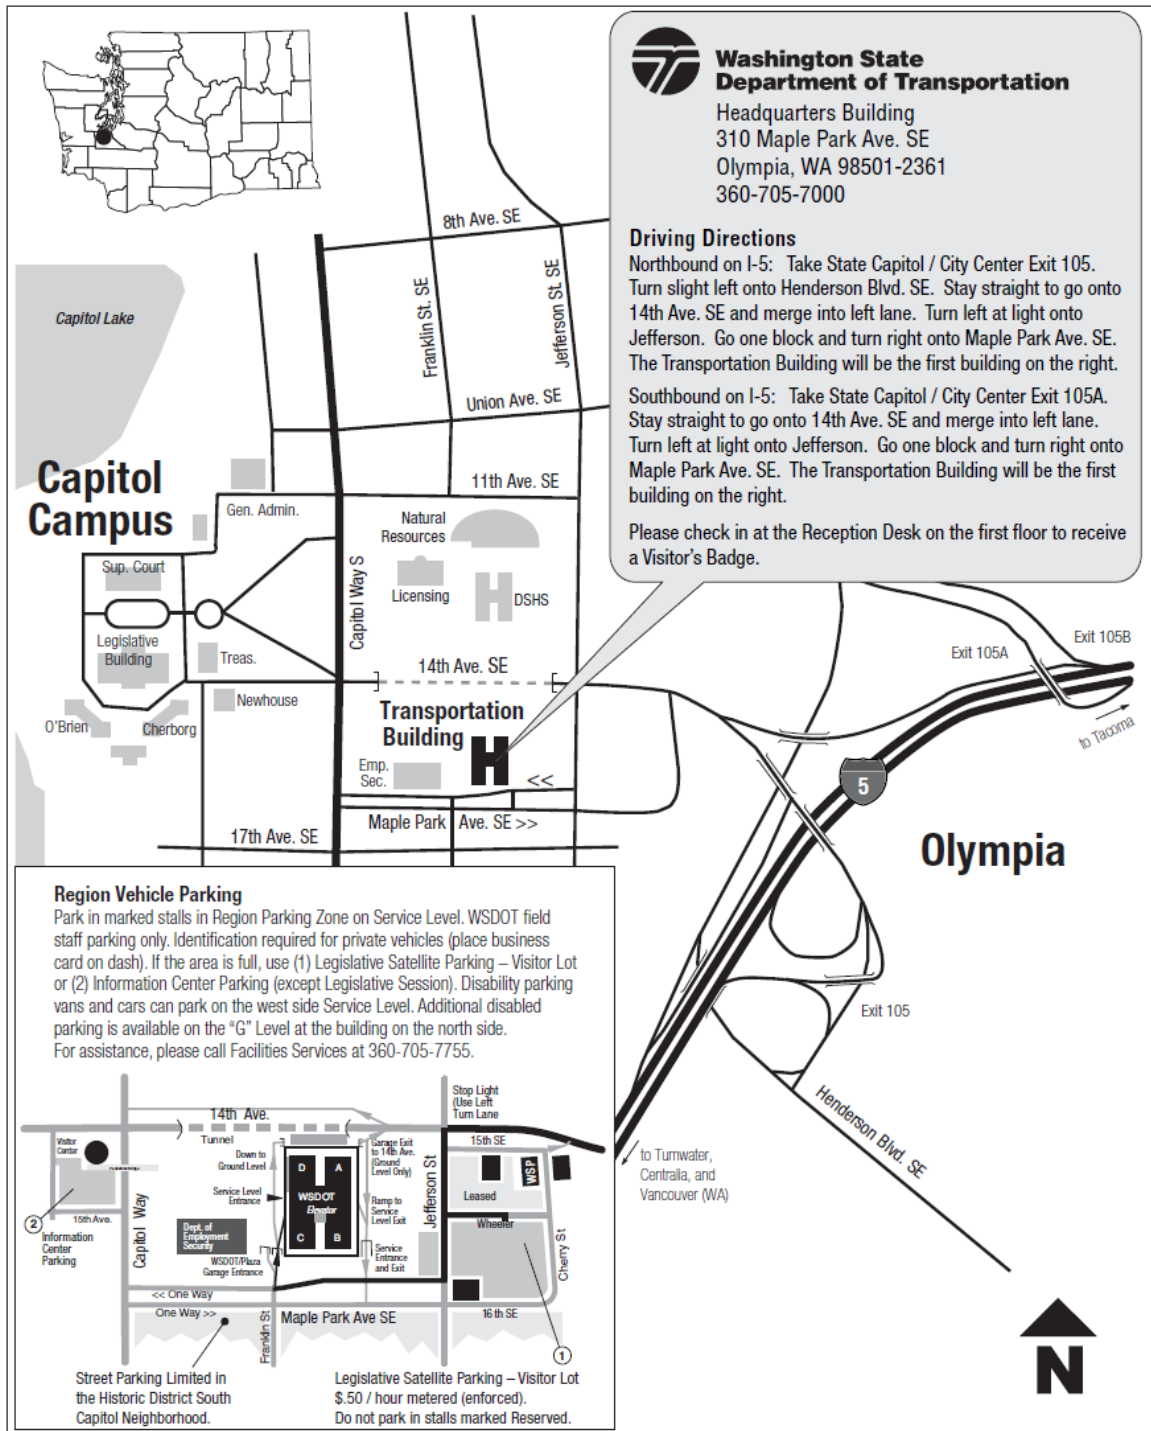 Washington State
Department of Transportation
Headquarters Building
310 Maple Park Ave. SE
Olympia, WA 98501-2361
360-705-7000
Driving Directions
Northbound on I-5: Take State Capitol / City Center Exit 105.
Turn slight left onto Henderson Blvd. SE. Stay straight to go onto
14th Ave. SE and merge into left lane. Turn left at light onto
Jefferson. Go one block and turn right onto Maple Park Ave. SE.
The Transportation Building will be the first building on the right.
Southbound on I-5: Take State Capitol / City Center Exit 105A.
Stay straight to go onto 14th Ave. SE and merge into left lane.
Turn left at light onto Jefferson. Go one block and turn right onto
Maple Park Ave. SE. The Transportation Building will be the first
building on the right.
Please check in at the Reception Desk on the first floor to receive
a Visitor's Badge.
8th Ave. SE
Franklin St. SE
Jefferson St. SE
Capitol Lake
Union Ave. SE
Capitol
Campus
11th Ave. SE
Gen. Admin.
Natural
Resources
Sup. Court
Capitol Way S
Licensing
DSHS
Legislative
Building
Treas.
14th Ave. SE
Exit 105A
Exit 105B
Newhouse
O'Brien
Cherborg
Transportation
Building
to Tacoma
Emp.
Sec.
<<
5
Maple Park Ave. SE >>
17th Ave. SE
Olympia
Region Vehicle Parking
Park in marked stalls in Region Parking Zone on Service Level. WSDOT field
staff parking only. Identification required for private vehicles (place business
card on dash). If the area is full, use (1) Legislative Satellite Parking – Visitor Lot
or (2) Information Center Parking (except Legislative Session). Disability parking
vans and cars can park on the west side Service Level. Additional disabled
parking is available on the “G” Level at the building on the north side.
For assistance, please call Facilities Services at 360-705-7755.
Exit 105
Henderson Blvd. SE
to Tumwater,
Centralia, and
Vancouver (WA)
Stop Light
(Use Left
Turn Lane
14th Ave.
Tunnel
15th SE
Visitor
Center
Down to
Ground Level
Garage Exit
to 14th Ave.
(Ground
Level Only)
D
A
WSDOT
Elevator
C
B
Service Level
Entrance
Ramp to
Service
Level Exit
Jefferson St
WSP
Leased
Wheeler
Cherry St
2
15th Ave.
Information
Center
Parking
Capitol Way
Dept. of
Employment
Security
WSDOT/Plaza
Garage Entrance
Service
Entrance
and Exit
<< One Way
One Way >>
Franklin St
Maple Park Ave SE
16 th SE
1
Street Parking Limited in
the Historic District South
Capitol Neighborhood.
Legislative Satellite Parking – Visitor Lot
$.50 / hour metered (enforced).
Do not park in stalls marked Reserved.
N